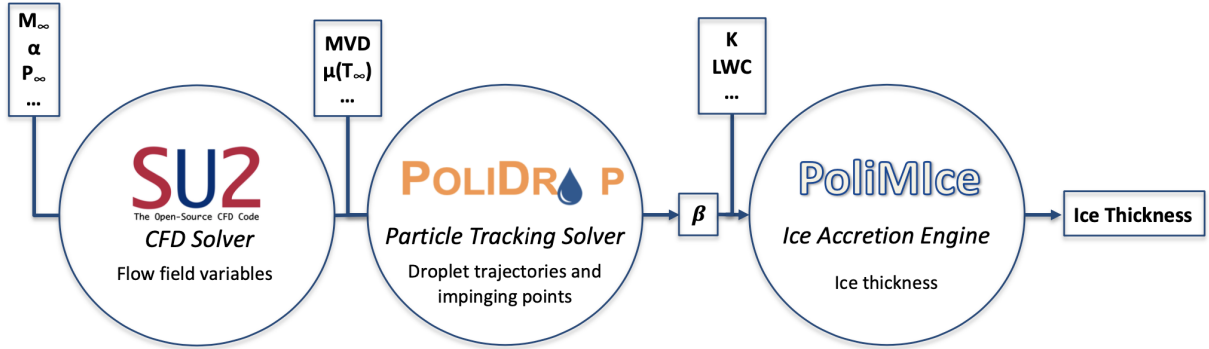 M∞
α
P∞
...
SU2
The Open-Source CFD Code
CFD Solver
Flow field variables
MVD
μ(T∞)
...
POLIDROP
Particle Tracking Solver
Droplet trajectories and
impinging points
β
K
LWC
...
PoliMIce
Ice Accretion Engine
Ice thickness
Ice Thickness